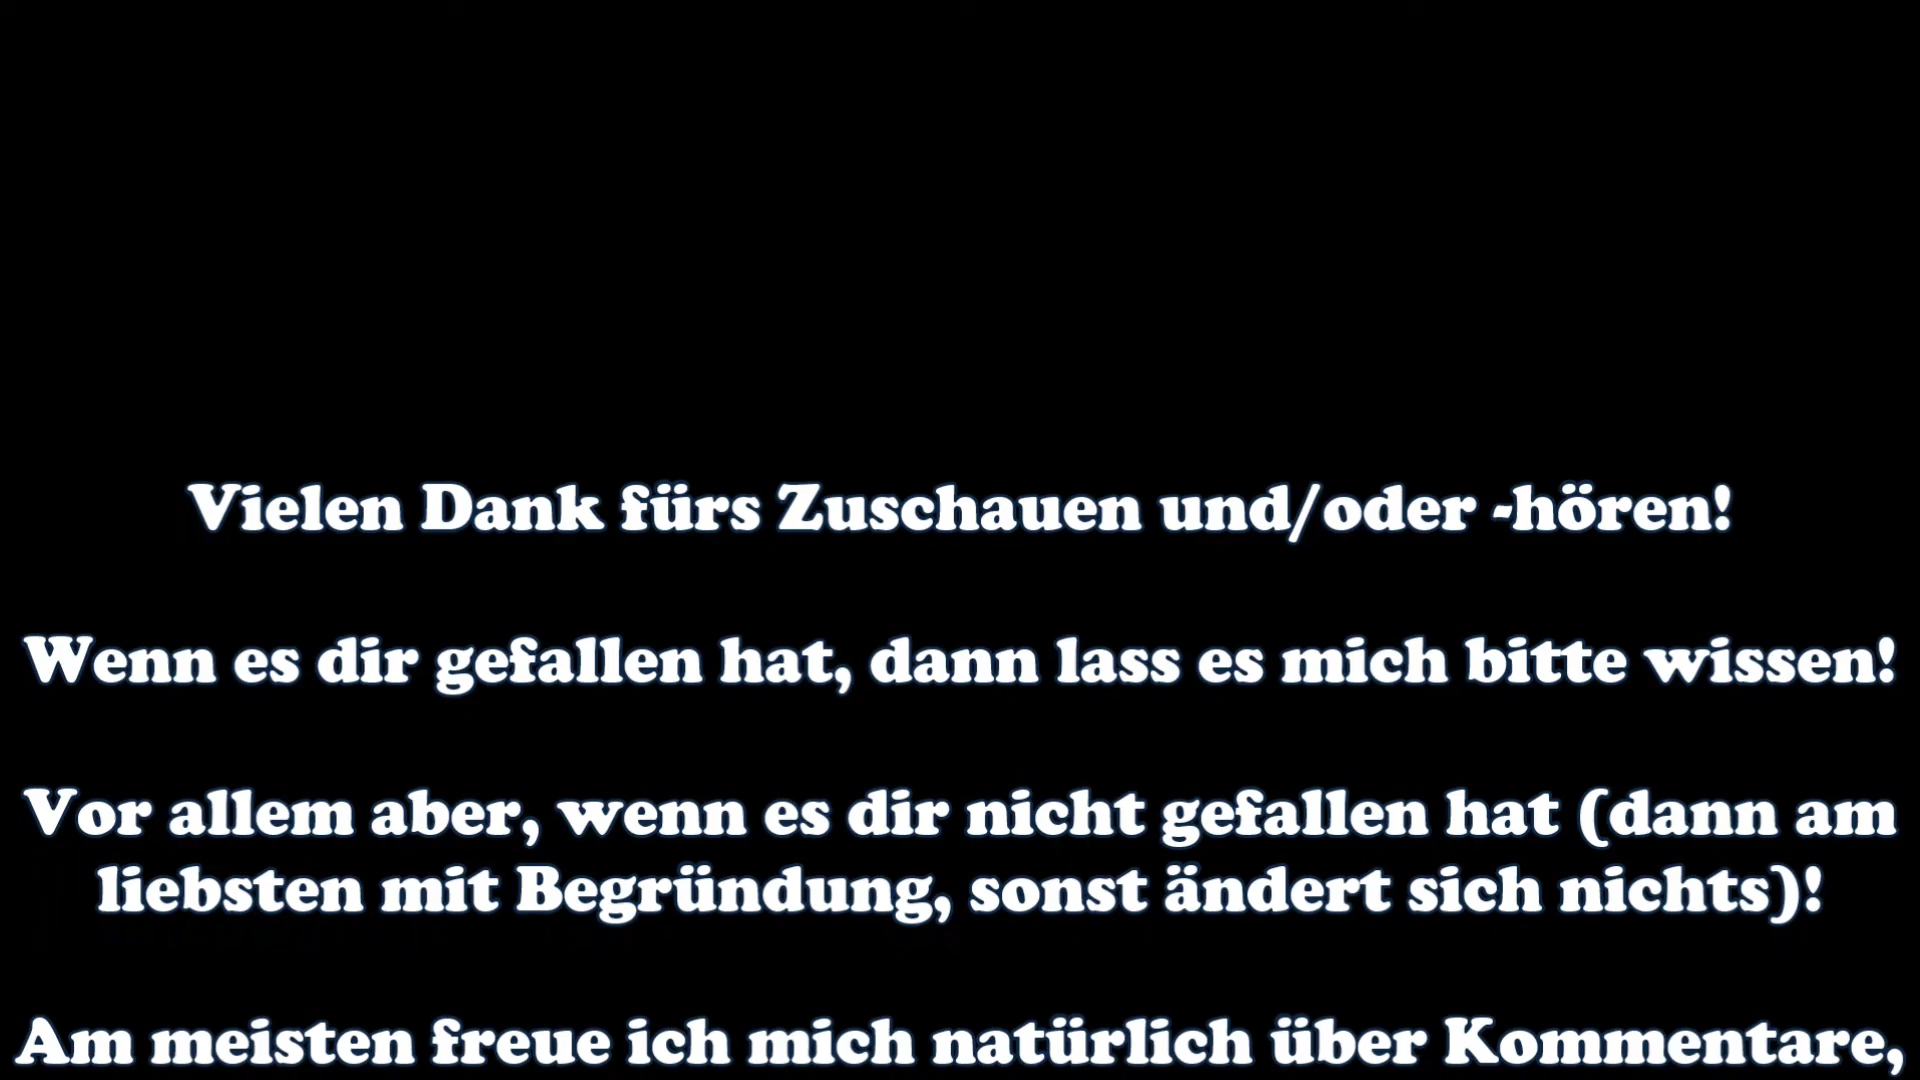 Vielen Dank fürs Zuschauen und/oder -hören!
Wenn es dir gefallen hat, dann lass es mich bitte wissen!
Vor allem aber, wenn es dir nicht gefallen hat (dann am
liebsten mit Begründung, sonst ändert sich nichts)!
Am meisten freue ich mich natürlich über Kommentare,